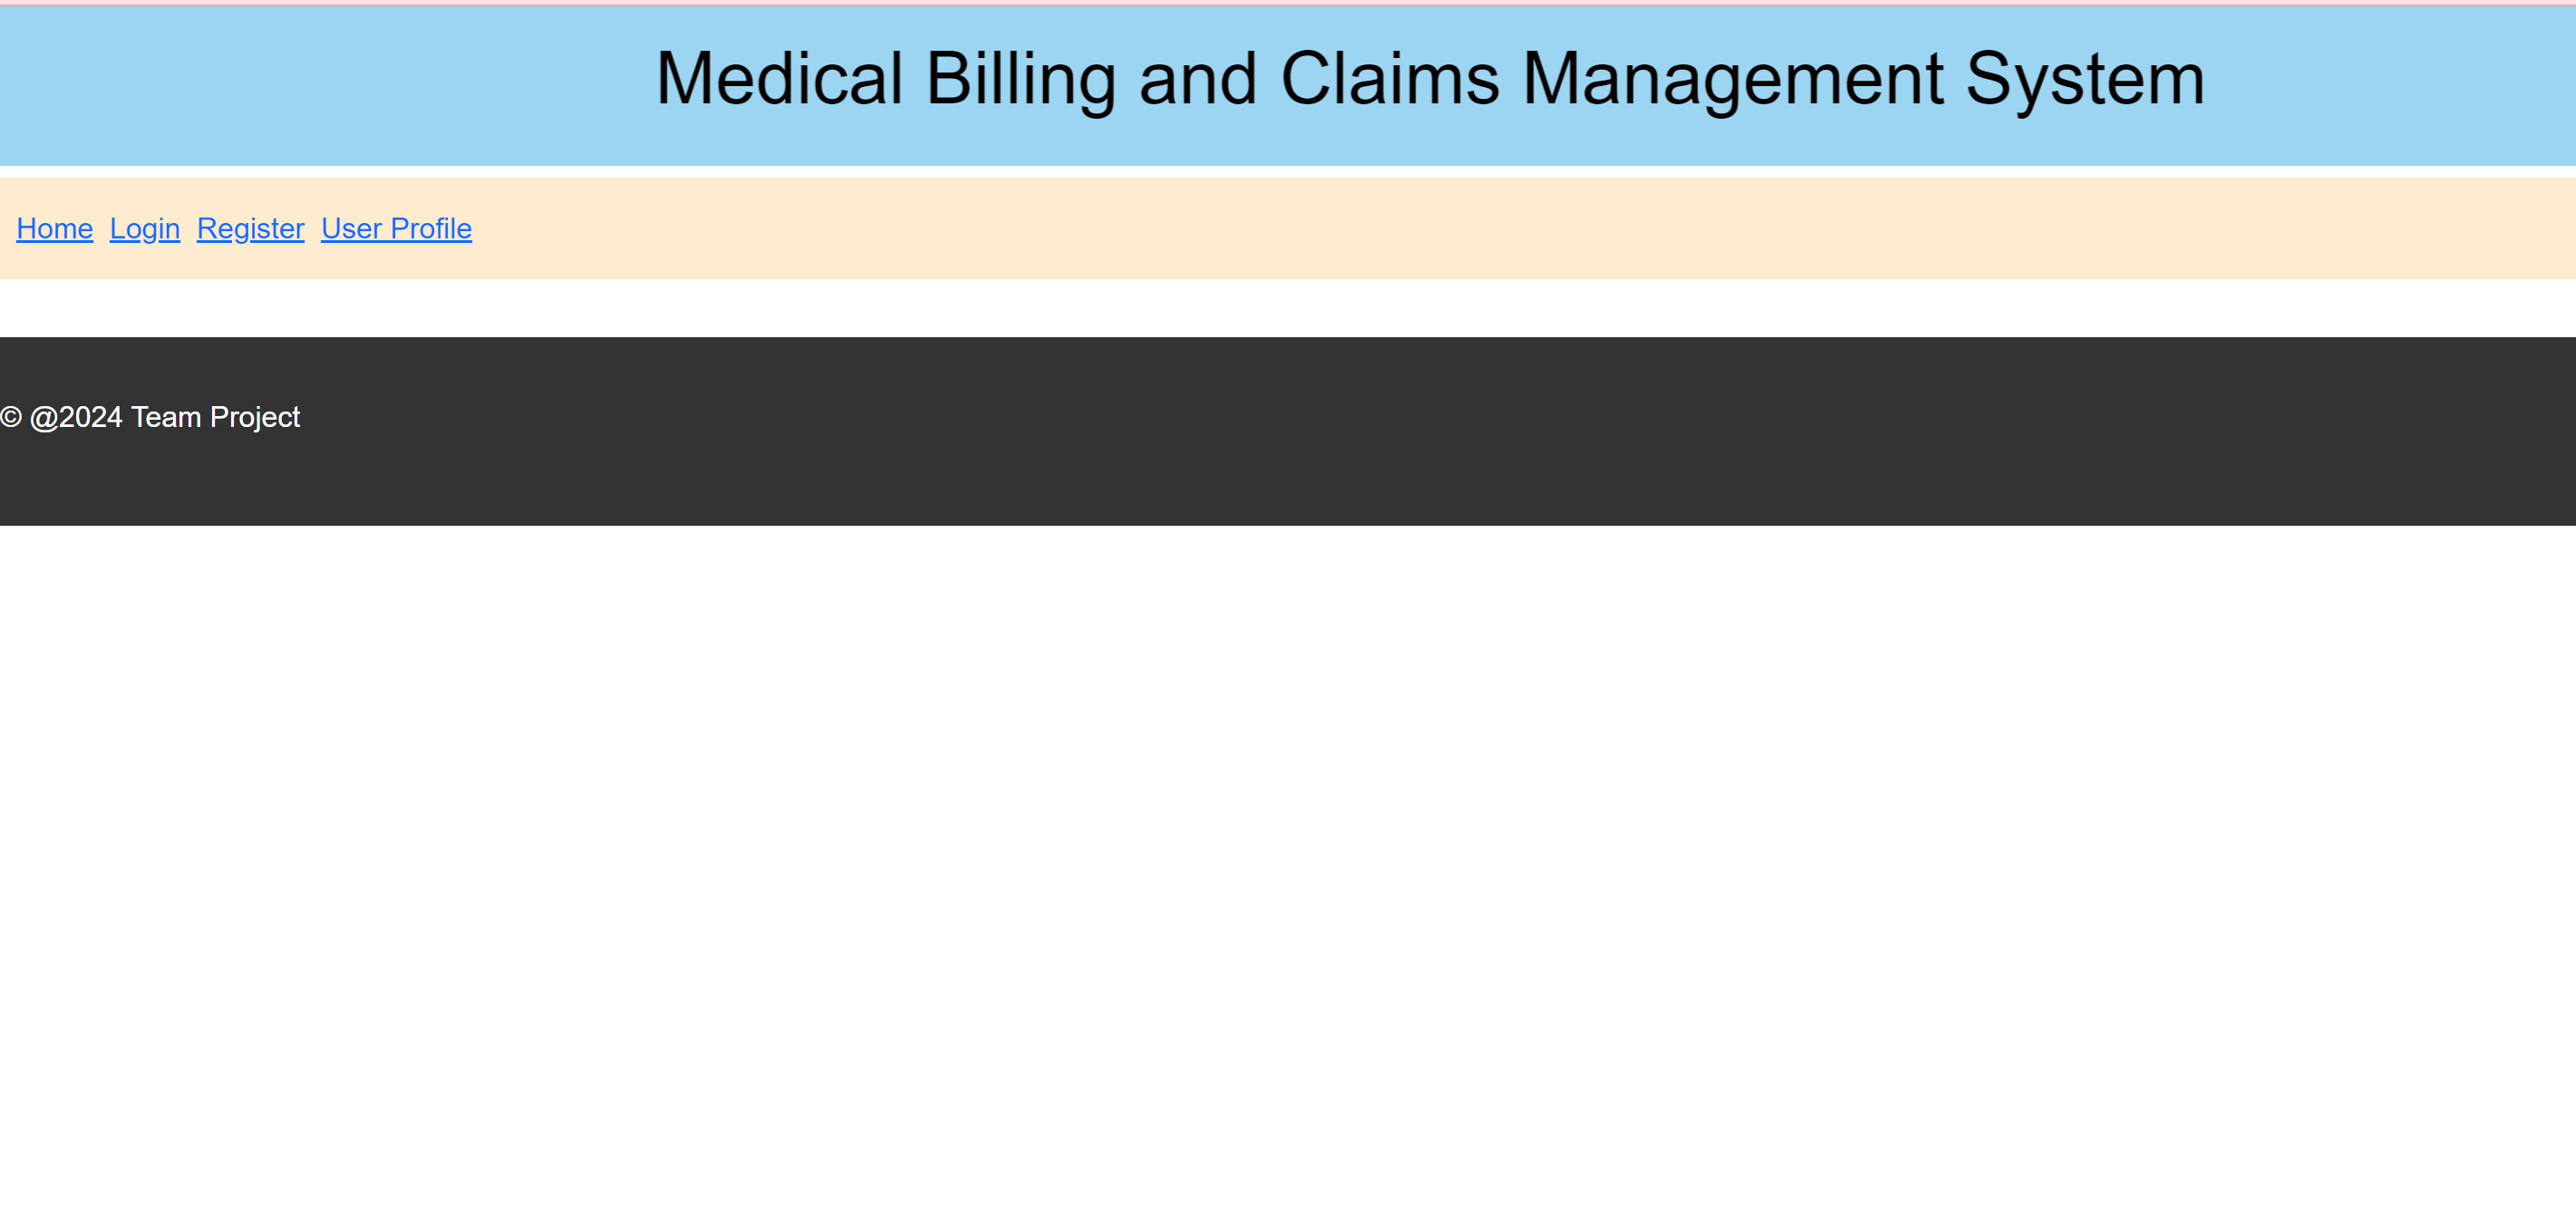 Medical Billing and Claims Management System
Home Login Register User Profile
© @2024 Team Project